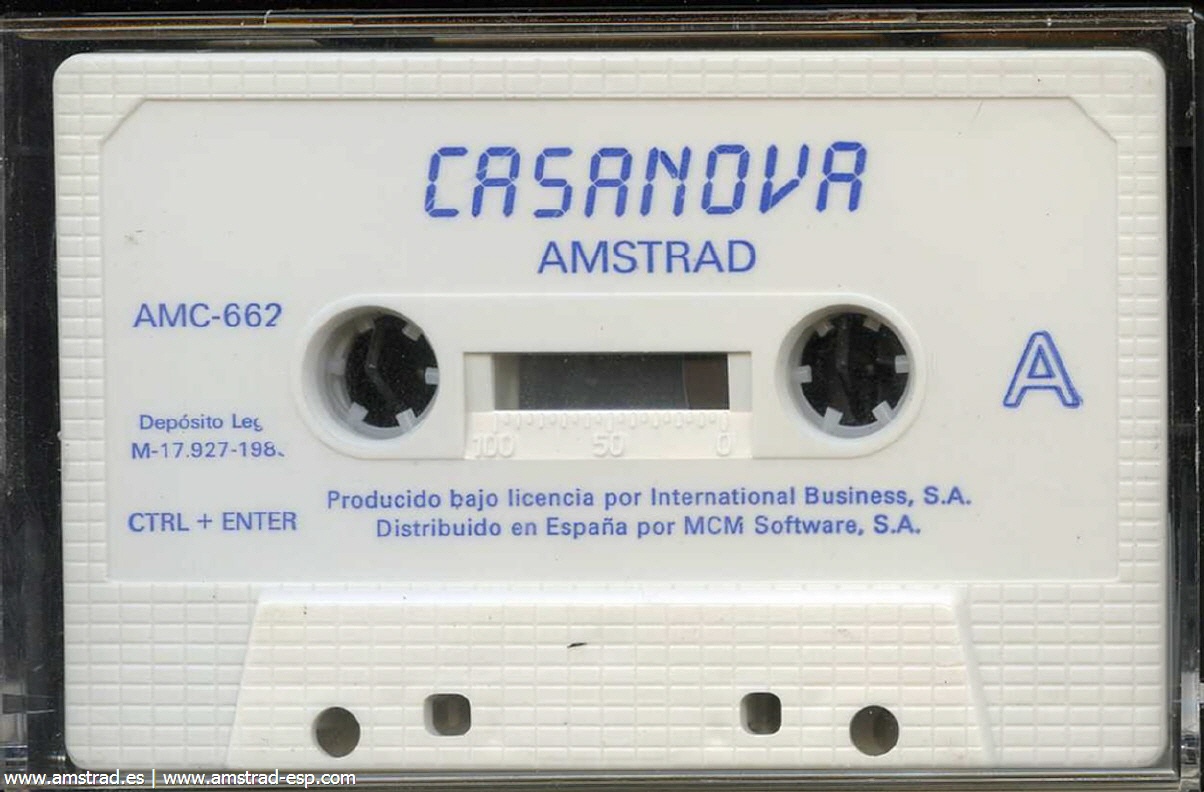 CASANOVA
AMSTRAD
AMC-662
A
Depósito
M-17.927-198
CTRL + ENTER
100 50 0
Producido bajo licencia por International Business, S.A.
Distribuido en España por MCM Software, S.A.
www.amstrad.es | www.amstrad-esp.com